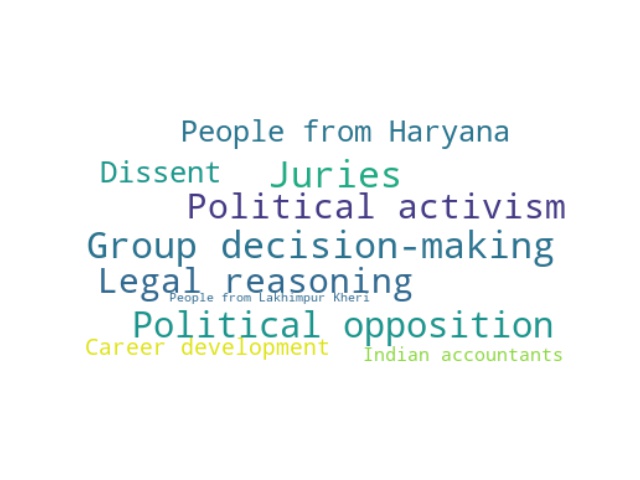 People from Haryana
Dissent
Juries
Political activism
Group decision-making
Legal reasoning
People from Lakhimpur Kheri
Political opposition
Career development
Indian accountants